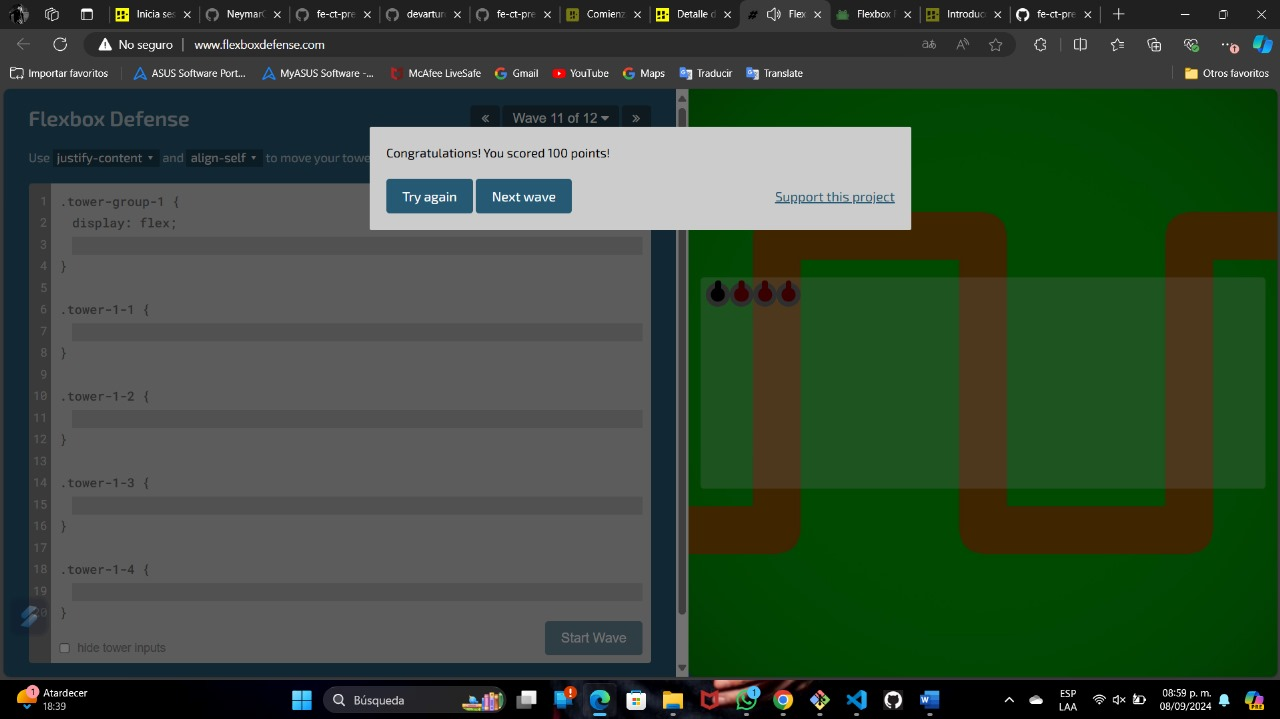 Inicia ses
Neymar
fe-ct-pre
devarture
fe-ct-pre
Comienz
Detalle d
Flex
Flexbox
Introduc
fe-ct-pre
No seguro
www.flexboxdefense.com
Importar favoritos
ASUS Software Port...
MyASUS Software -...
McAfee LiveSafe
Gmail
YouTube
Maps
Traducir
Translate
Otros favoritos
Flexbox Defense
« Wave 11 of 12 »
Use justify-content and align-self to move your towe
Congratulations! You scored 100 points!
Try again
Next wave
Support this project
1 .tower-group-1 {
2 display: flex;
3
4 }
5
6 .tower-1-1 {
7
8 }
9
10 .tower-1-2 {
11
12 }
13
14 .tower-1-3 {
15
16 }
17
18 .tower-1-4 {
19
20 }
hide tower inputs
Start Wave
1
Atardecer
18:39
Búsqueda
1
ESP
LAA
08:59 p. m.
08/09/2024